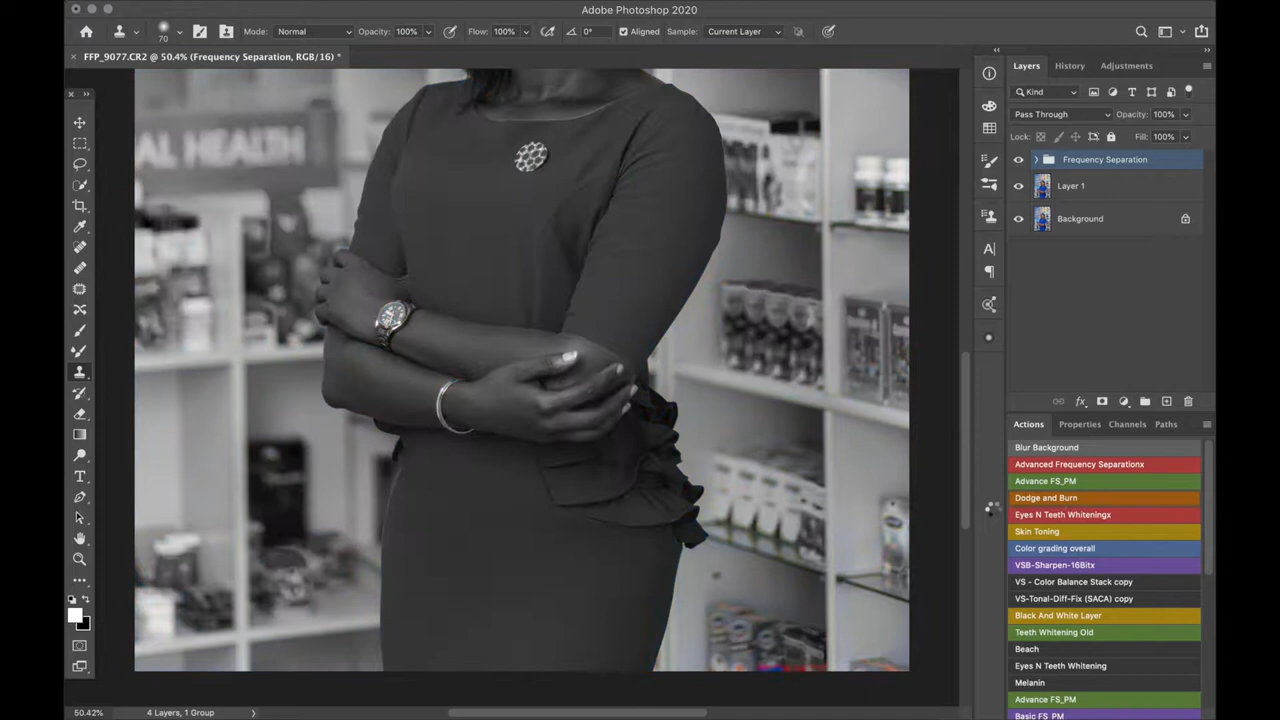 Adobe Photoshop 2020
70
Mode: Normal Opacity: 100% Flow: 100% 0° Aligned Sample: Current Layer
FFP_9077.CR2 @ 50.4% (Frequency Separation, RGB/16) *
Layers History Adjustments
Kind
Pass Through Opacity: 100%
Lock: Fill: 100%
Frequency Separation
Layer 1
Background
AL HEALTH
Actions Properties Channels Paths
Blur Background
Advanced Frequency Separationx
Advance FS_PM
Dodge and Burn
Eyes N Teeth Whiteningx
Skin Toning
Color grading overall
VSB-Sharpen-16Bitx
VS - Color Balance Stack copy
VS-Tonal-Diff-Fix (SACA) copy
Black And White Layer
Teeth Whitening Old
Beach
Eyes N Teeth Whitening
Melanin
Advance FS_PM
Basic FS_PM
50.42% 4 Layers, 1 Group